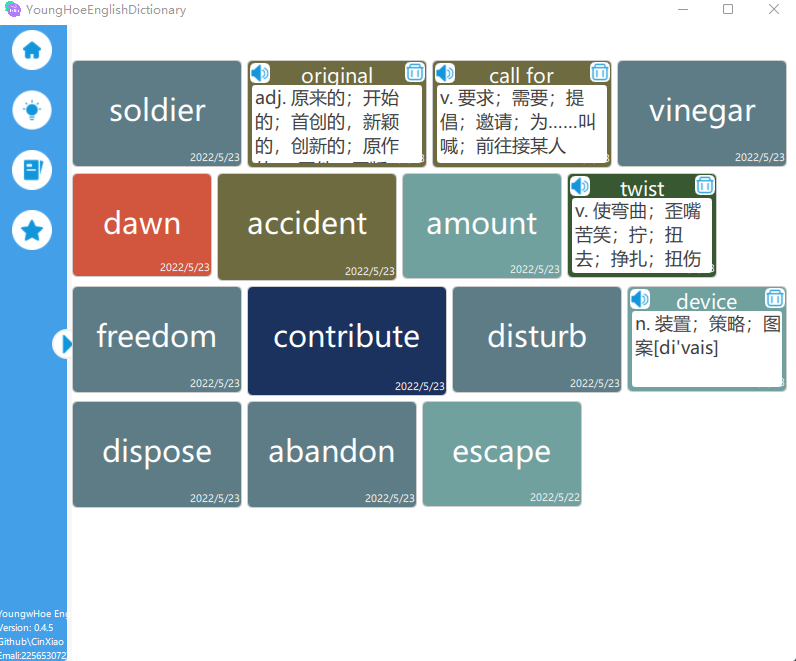 YoungHoeEnglishDictionary
soldier
2022/5/23
original
adj. 原来的；开始
的；首创的，新颖
的，创新的；原作
call for
v. 要求；需要；提
倡；邀请；为……叫
喊；前往接某人
vinegar
2022/5/23
dawn
2022/5/23
accident
2022/5/23
amount
2022/5/23
twist
v. 使弯曲；歪嘴
苦笑；拧；扭
去；挣扎；扭伤
freedom
2022/5/23
contribute
2022/5/23
disturb
2022/5/23
device
n. 装置；策略；图
案[di'vais]
dispose
2022/5/23
abandon
2022/5/23
escape
2022/5/22
YoungwHoe Eng
Version: 0.4.5
Github\CinXiao
Emali:225653072